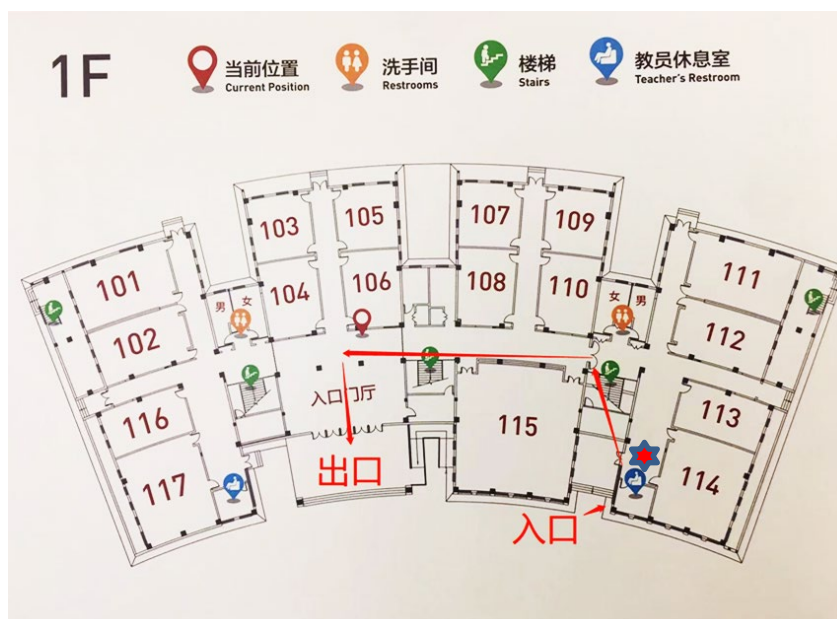 1F
当前位置
Current Position
洗手间
Restrooms
楼梯
Stairs
教员休息室
Teacher's Restroom
103
105
107
109
101
104
106
108
110
111
男
女
女
男
102
112
116
入口门厅
115
113
117
出口
114
入口